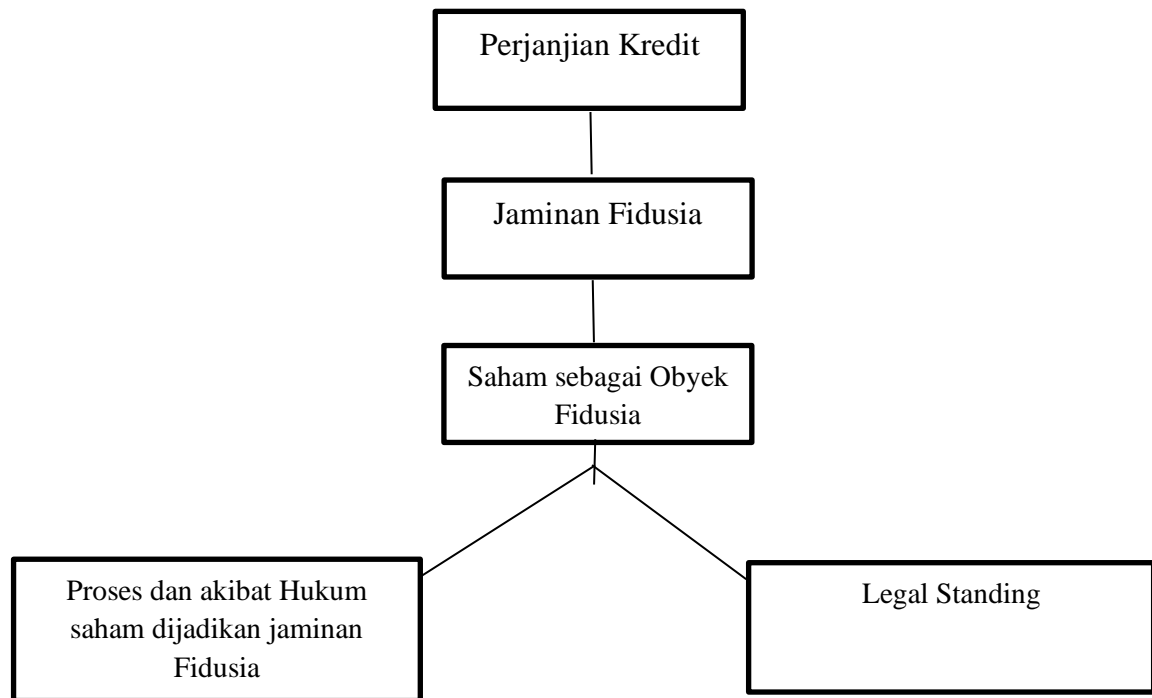 Perjanjian Kredit
Jaminan Fidusia
Saham sebagai Obyek
Fidusia
Proses dan akibat Hukum
saham dijadikan jaminan
Fidusia
Legal Standing